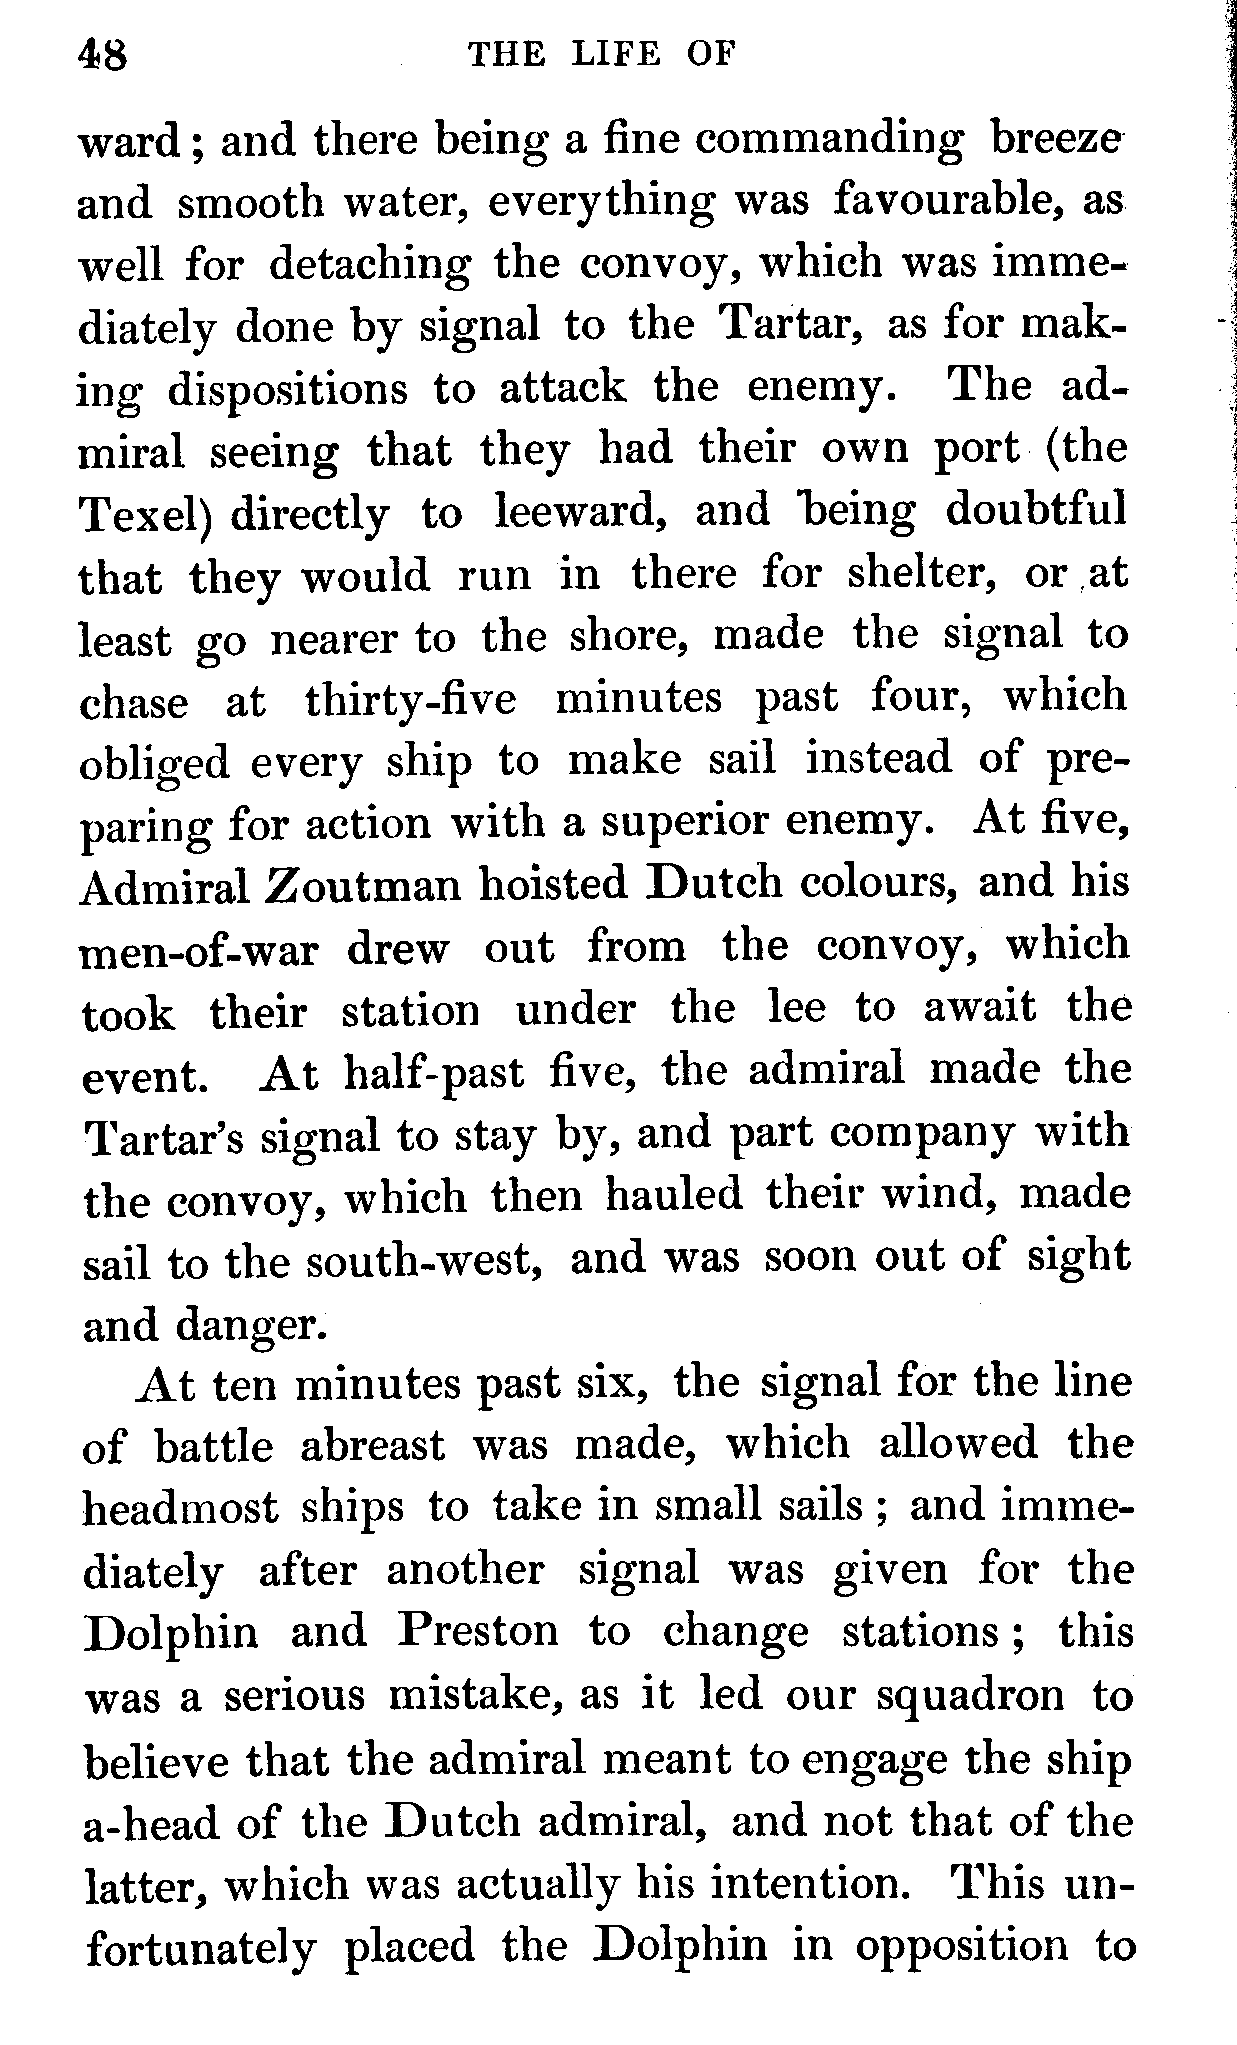 48 THE LIFE OF
ward; and there being a fine commanding breeze
and smooth water, everything was favourable, as
well for detaching the convoy, which was imme-
diately done by signal to the Tartar, as for mak-
ing dispositions to attack the enemy. The ad-
miral seeing that they had their own port (the
Texel) directly to leeward, and being doubtful
that they would run in there for shelter, or at
least go nearer to the shore, made the signal to
chase at thirty-five minutes past four, which
obliged every ship to make sail instead of pre-
paring for action with a superior enemy. At five,
Admiral Zoutman hoisted Dutch colours, and his
men-of-war drew out from the convoy, which
took their station under the lee to await the
event. At half-past five, the admiral made the
Tartar's signal to stay by, and part company with
the convoy, which then hauled their wind, made
sail to the south-west, and was soon out of sight
and danger.
At ten minutes past six, the signal for the line
of battle abreast was made, which allowed the
headmost ships to take in small sails; and imme-
diately after another signal was given for the
Dolphin and Preston to change stations; this
was a serious mistake, as it led our squadron to
believe that the admiral meant to engage the ship
a-head of the Dutch admiral, and not that of the
latter, which was actually his intention. This un-
fortunately placed the Dolphin in opposition to